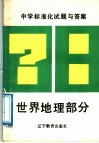 中学标准化试题与答案
世界地理部分
辽宁教育出版社